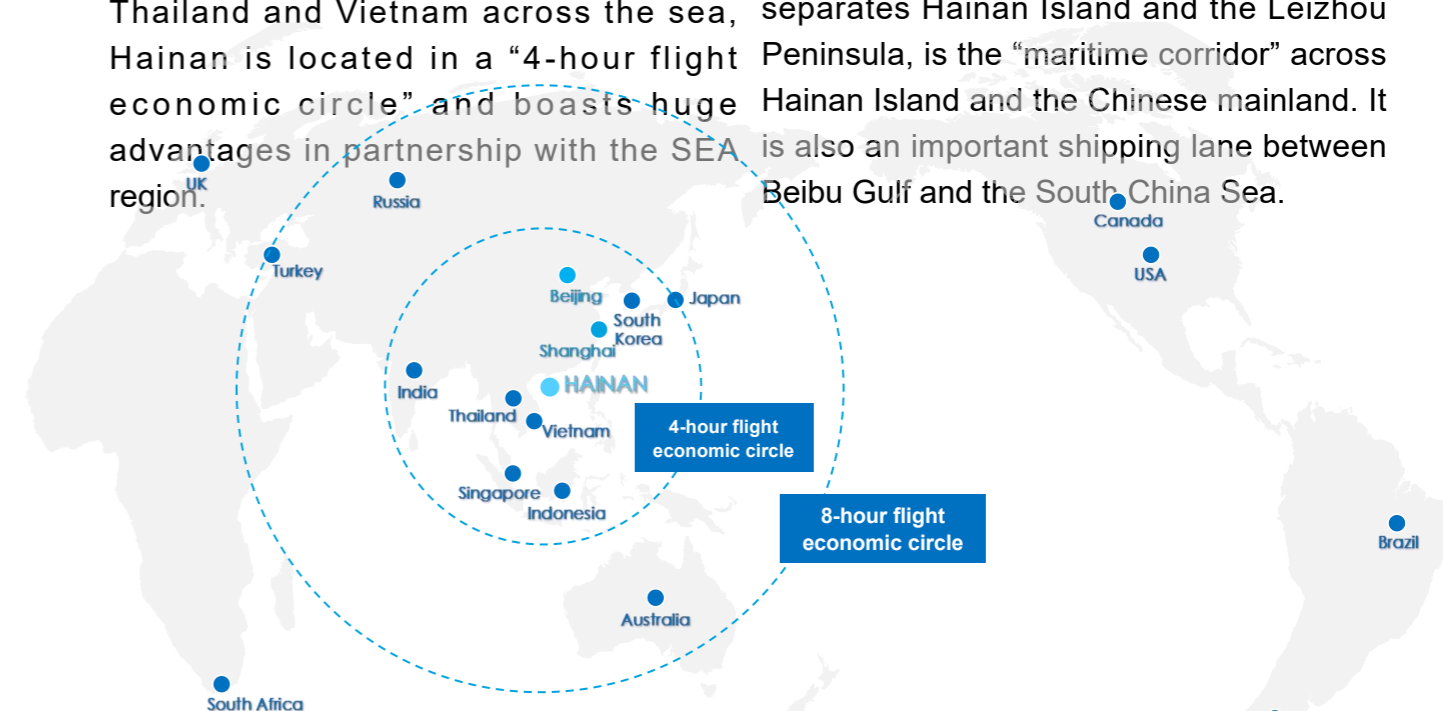 Thailand and Vietnam across the sea,
Hainan is located in a “4-hour flight
economic circle” and boasts huge
advantages in partnership with the SEA
region.
separates Hainan Island and the Leizhou
Peninsula, is the “maritime corridor” across
Hainan Island and the Chinese mainland. It
is also an important shipping lane between
Beibu Gulf and the South China Sea.
UK
Russia
Canada
Turkey
USA
Beijing
Japan
South
Korea
Shanghai
HAINAN
India
Thailand
Vietnam
4-hour flight
economic circle
Singapore
Indonesia
8-hour flight
economic circle
Brazil
Australia
South Africa